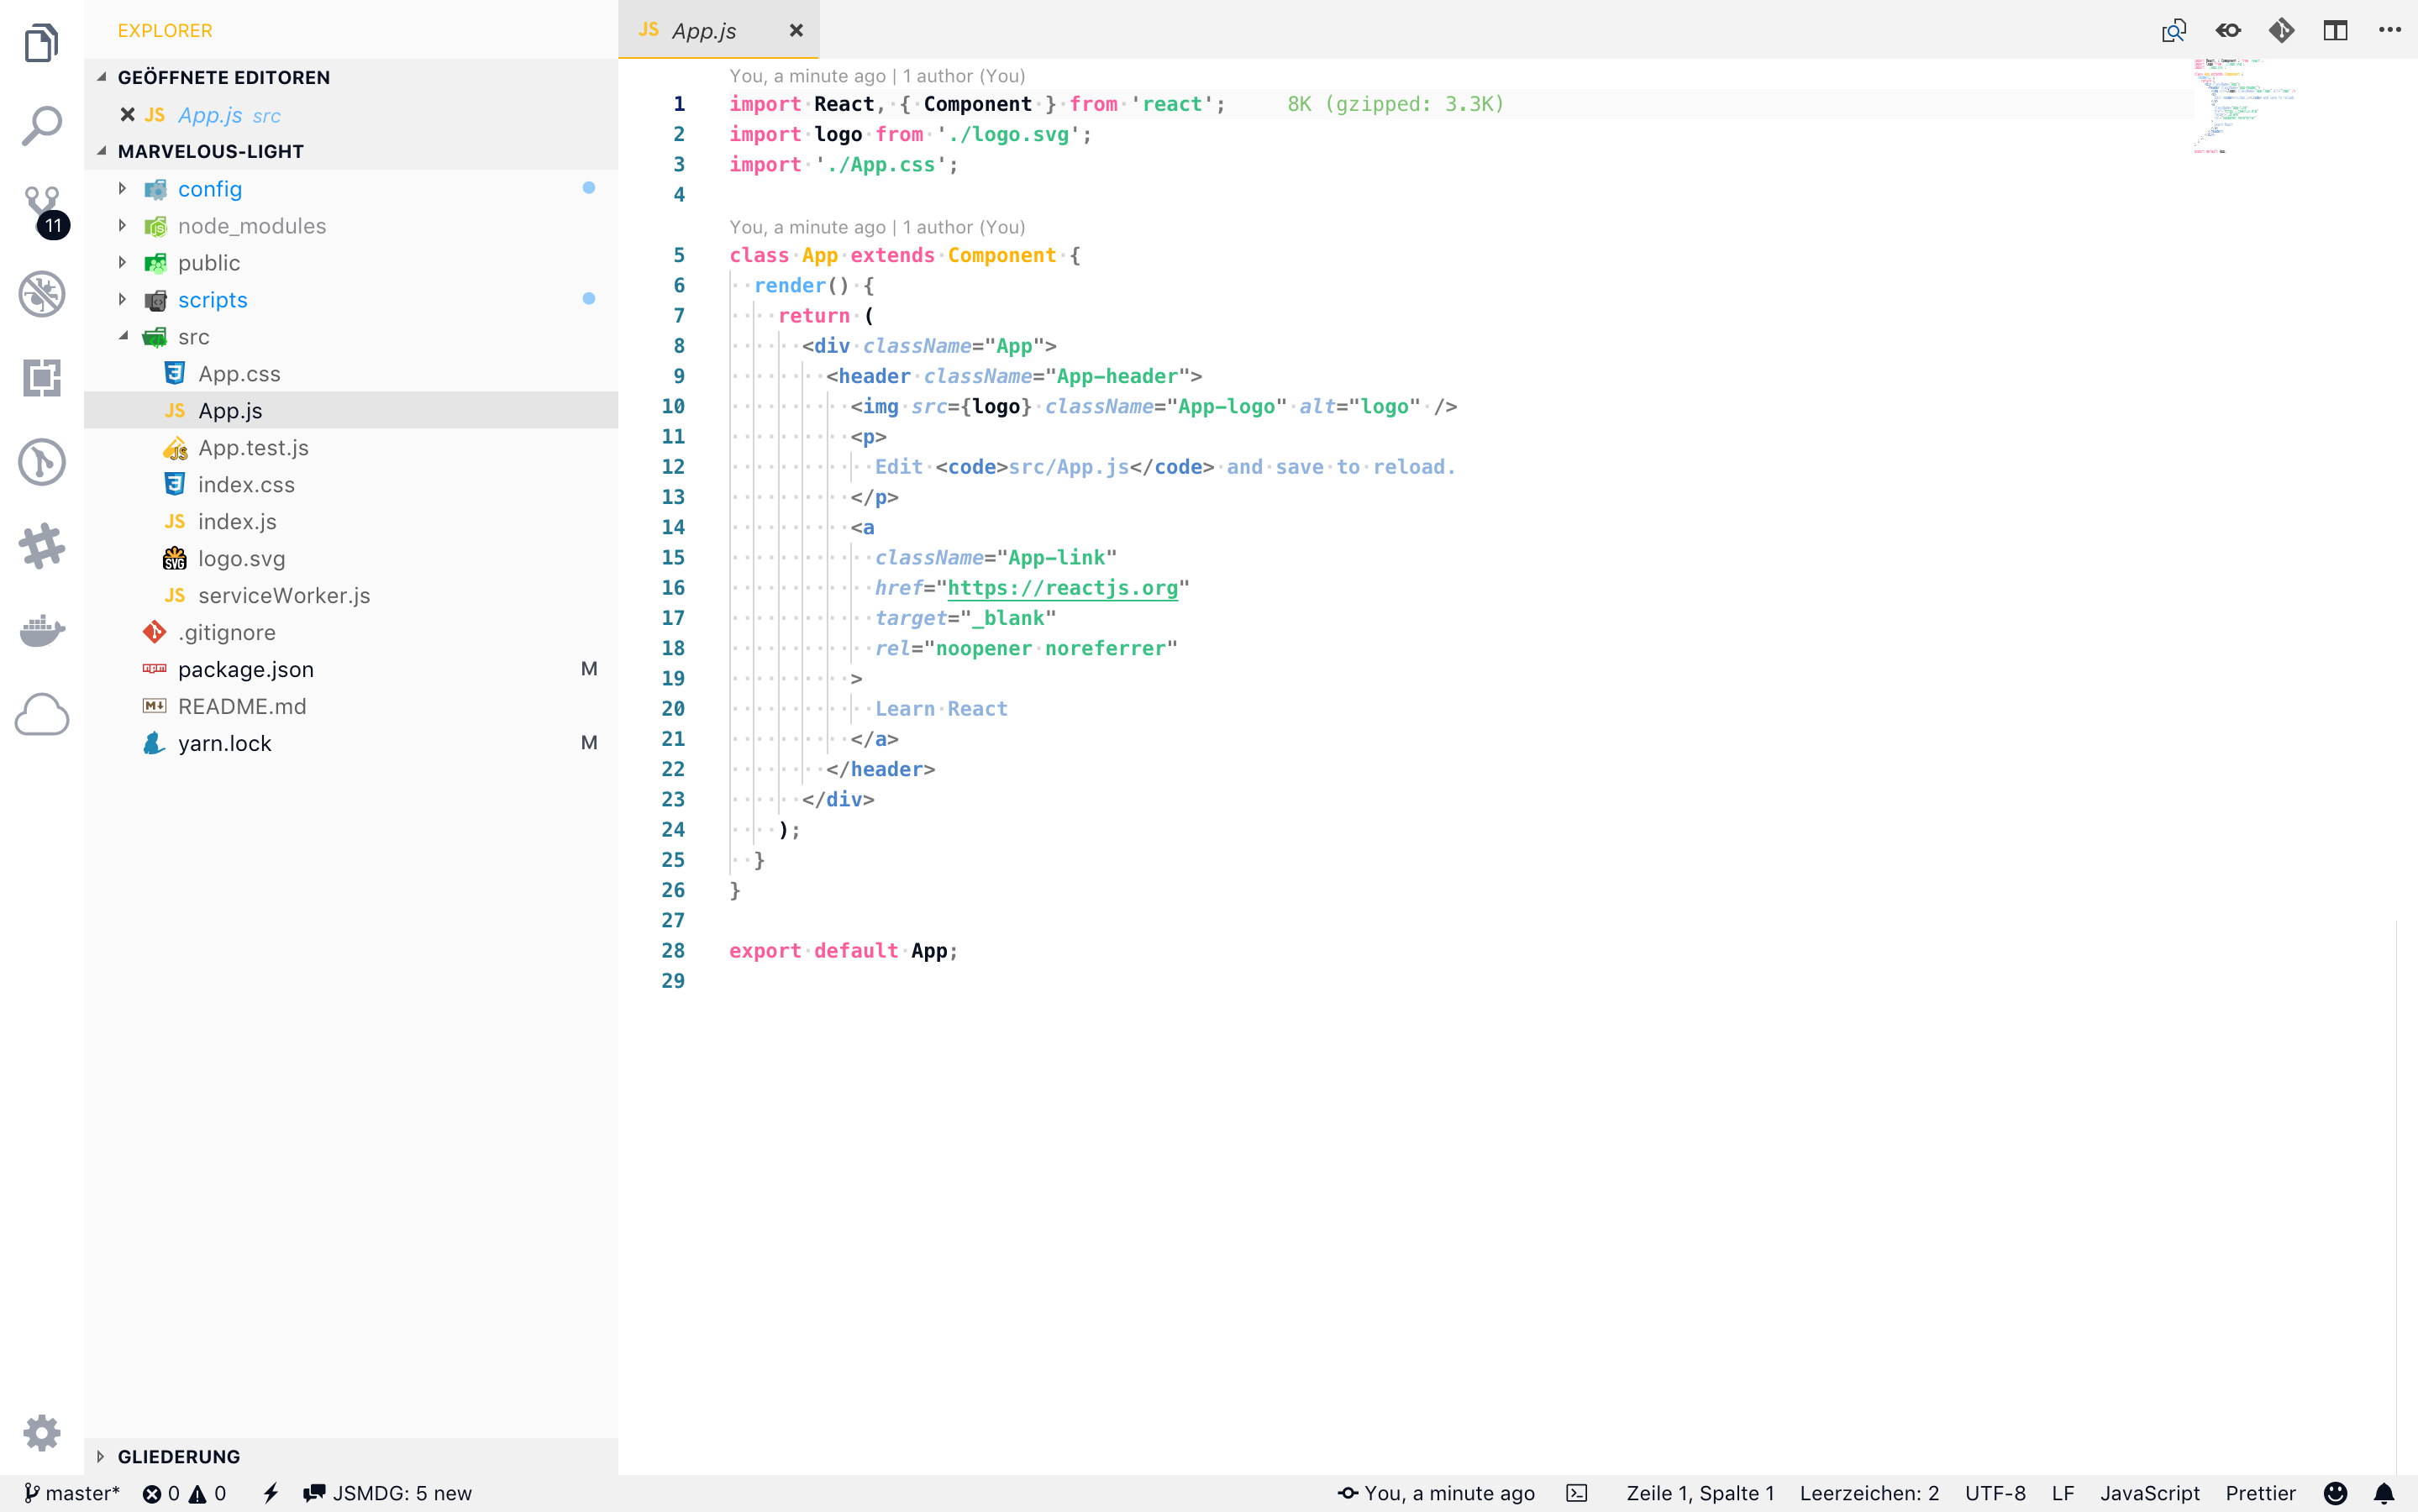 EXPLORER
GEÖFFNETE EDITOREN
JS App.js src
MARVELOUS-LIGHT
config
node_modules
public
scripts
src
App.css
JS App.js
App.test.js
index.css
JS index.js
SVG logo.svg
JS serviceWorker.js
.gitignore
package.json M
README.md
yarn.lock M
GLIEDERUNG
11
JS App.js
You, a minute ago | 1 author (You)
1 import React, { Component } from 'react'; 8K (gzipped: 3.3K)
2 import logo from './logo.svg';
3 import './App.css';
4
You, a minute ago | 1 author (You)
5 class App extends Component {
6 render() {
7 return (
8 <div className="App">
9 <header className="App-header">
10 <img src={logo} className="App-logo" alt="logo" />
11 <p>
12 Edit <code>src/App.js</code> and save to reload.
13 </p>
14 <a
15 className="App-link"
16 href="https://reactjs.org"
17 target="_blank"
18 rel="noopener noreferrer"
19 >
20 Learn React
21 </a>
22 </header>
23 </div>
24 );
25 }
26 }
27
28 export default App;
29
master* 0 0 JSMDG: 5 new You, a minute ago Zeile 1, Spalte 1 Leerzeichen: 2 UTF-8 LF JavaScript Prettier